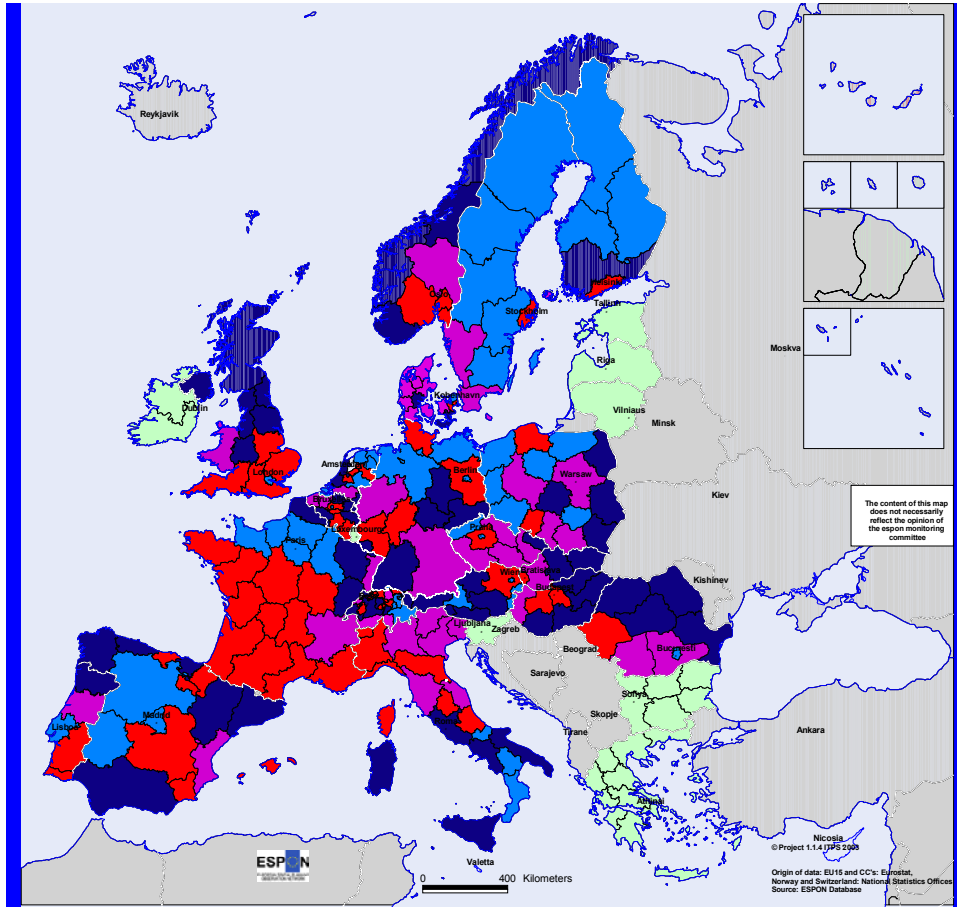 Reykjavik
Oslo
Helsinki
Stockholm
Tallinn
Moskva
Riga
København
Dublin
Vilniaus
Minsk
London
Amsterdam
Berlin
Warsaw
Kiev
The content of this map
does not necessarily
reflect the opinion of
the espon monitoring
committee
Luxembourg
Paris
Praha
Wien
Bratislava
Kishinev
Ljubljana
Zagreb
Beograd
Bucuresti
Sarajevo
Sofiya
Skopje
Lisboa
Madrid
Tirane
Ankara
Athinai
Nicosia
© Project 1.1.4 ITPS 2003
ESPON
Valetta
0 400 Kilometers
Origin of data: EU15 and CC's: Eurostat,
Norway and Switzerland: National Statistics Offices
Source: ESPON Database